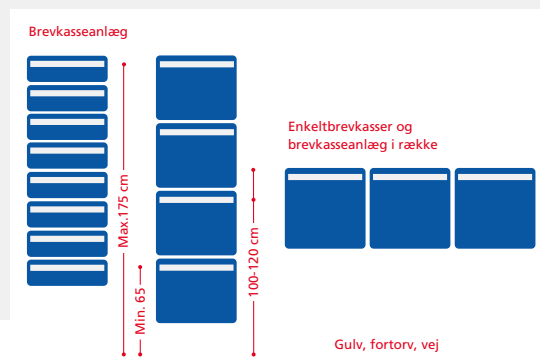 Brevkasseanlæg
Enkeltbrevkasser og
brevkasseanlæg i række
Max.175 cm
Min. 65
100-120 cm
Gulv, fortorv, vej